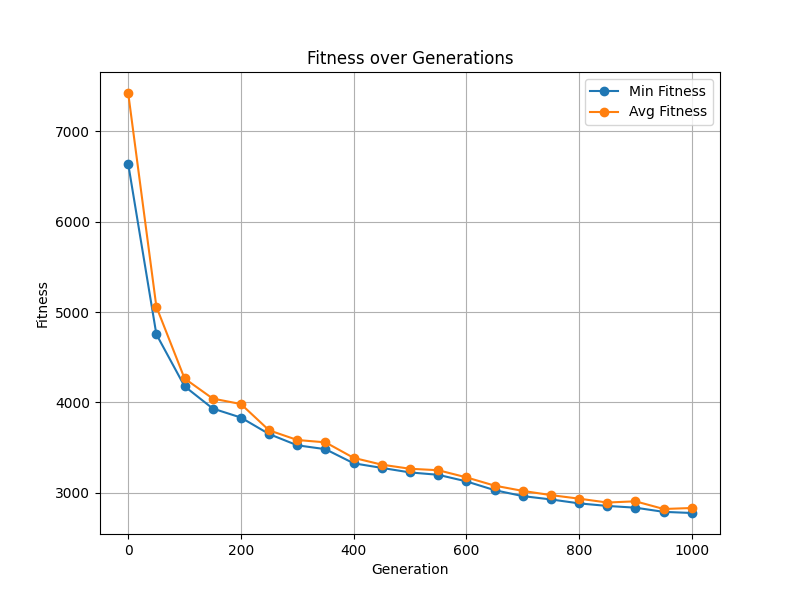 Fitness over Generations
Min Fitness
Avg Fitness
7000
6000
5000
4000
3000
Fitness
0 200 400 600 800 1000
Generation